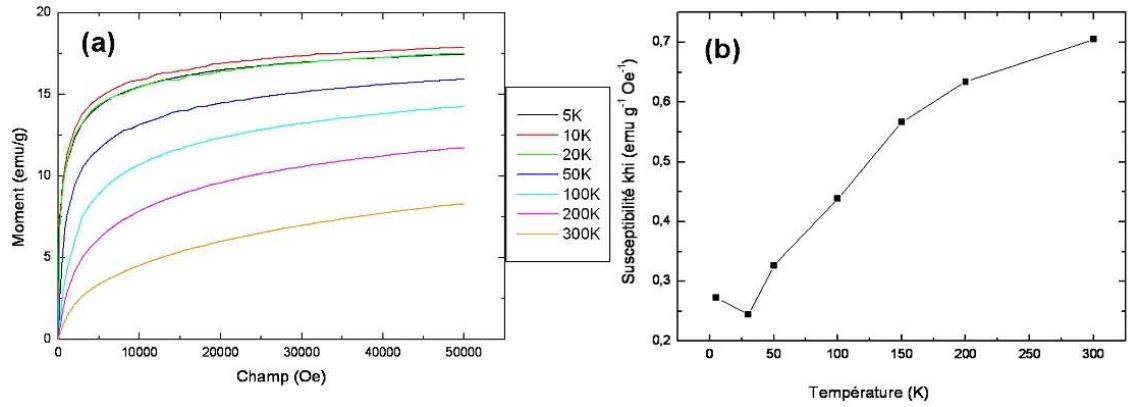 (a)
20
15
10
5
0
0 10000 20000 30000 40000 50000
Moment (emu/g)
Champ (Oe)
5K
10K
20K
50K
100K
200K
300K
(b)
0,7
0,6
0,5
0,4
0,3
0,2
0 50 100 150 200 250 300
Susceptibilité khi (emu g⁻¹ Oe⁻¹)
Température (K)